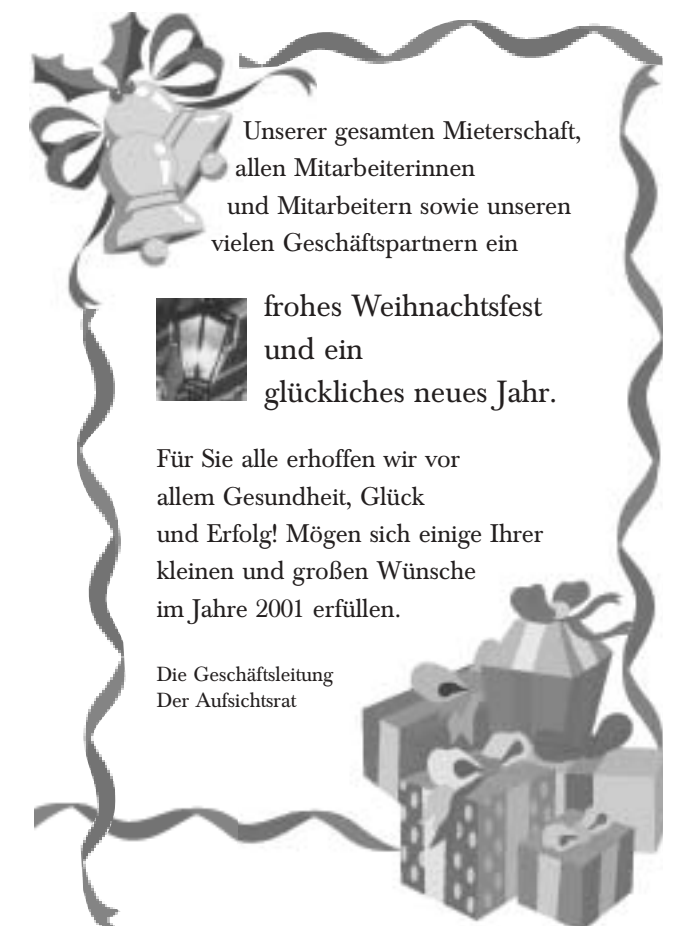 Unserer gesamten Mieterschaft,
allen Mitarbeiterinnen
und Mitarbeitern sowie unseren
vielen Geschäftspartnern ein
frohes Weihnachtsfest
und ein
glückliches neues Jahr.
Für Sie alle erhoffen wir vor
allem Gesundheit, Glück
und Erfolg! Mögen sich einige Ihrer
kleinen und großen Wünsche
im Jahre 2001 erfüllen.
Die Geschäftsleitung
Der Aufsichtsrat